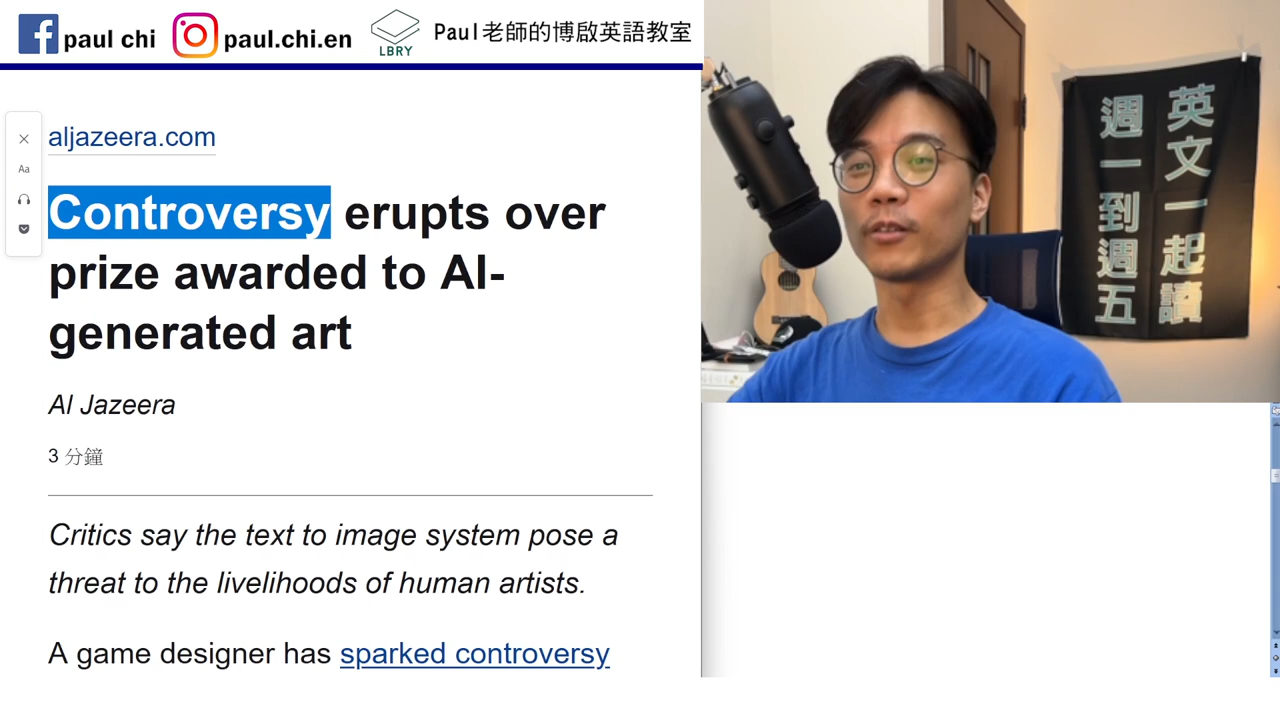 paul chi
paul.chi.en
LBRY
Paul老師的博啟英語教室
aljazeera.com
Aa
Controversy erupts over
prize awarded to AI-
generated art
Al Jazeera
3 分鐘
Critics say the text to image system pose a
threat to the livelihoods of human artists.
A game designer has sparked controversy
英文一起讀
週一到週五